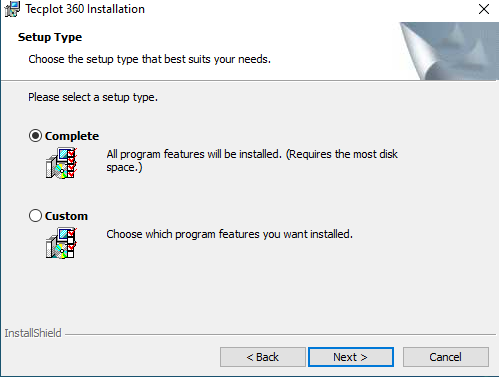 Tecplot 360 Installation
Setup Type
Choose the setup type that best suits your needs.
Please select a setup type.
Complete
All program features will be installed. (Requires the most disk
space.)
Custom
Choose which program features you want installed.
InstallShield
< Back
Next >
Cancel